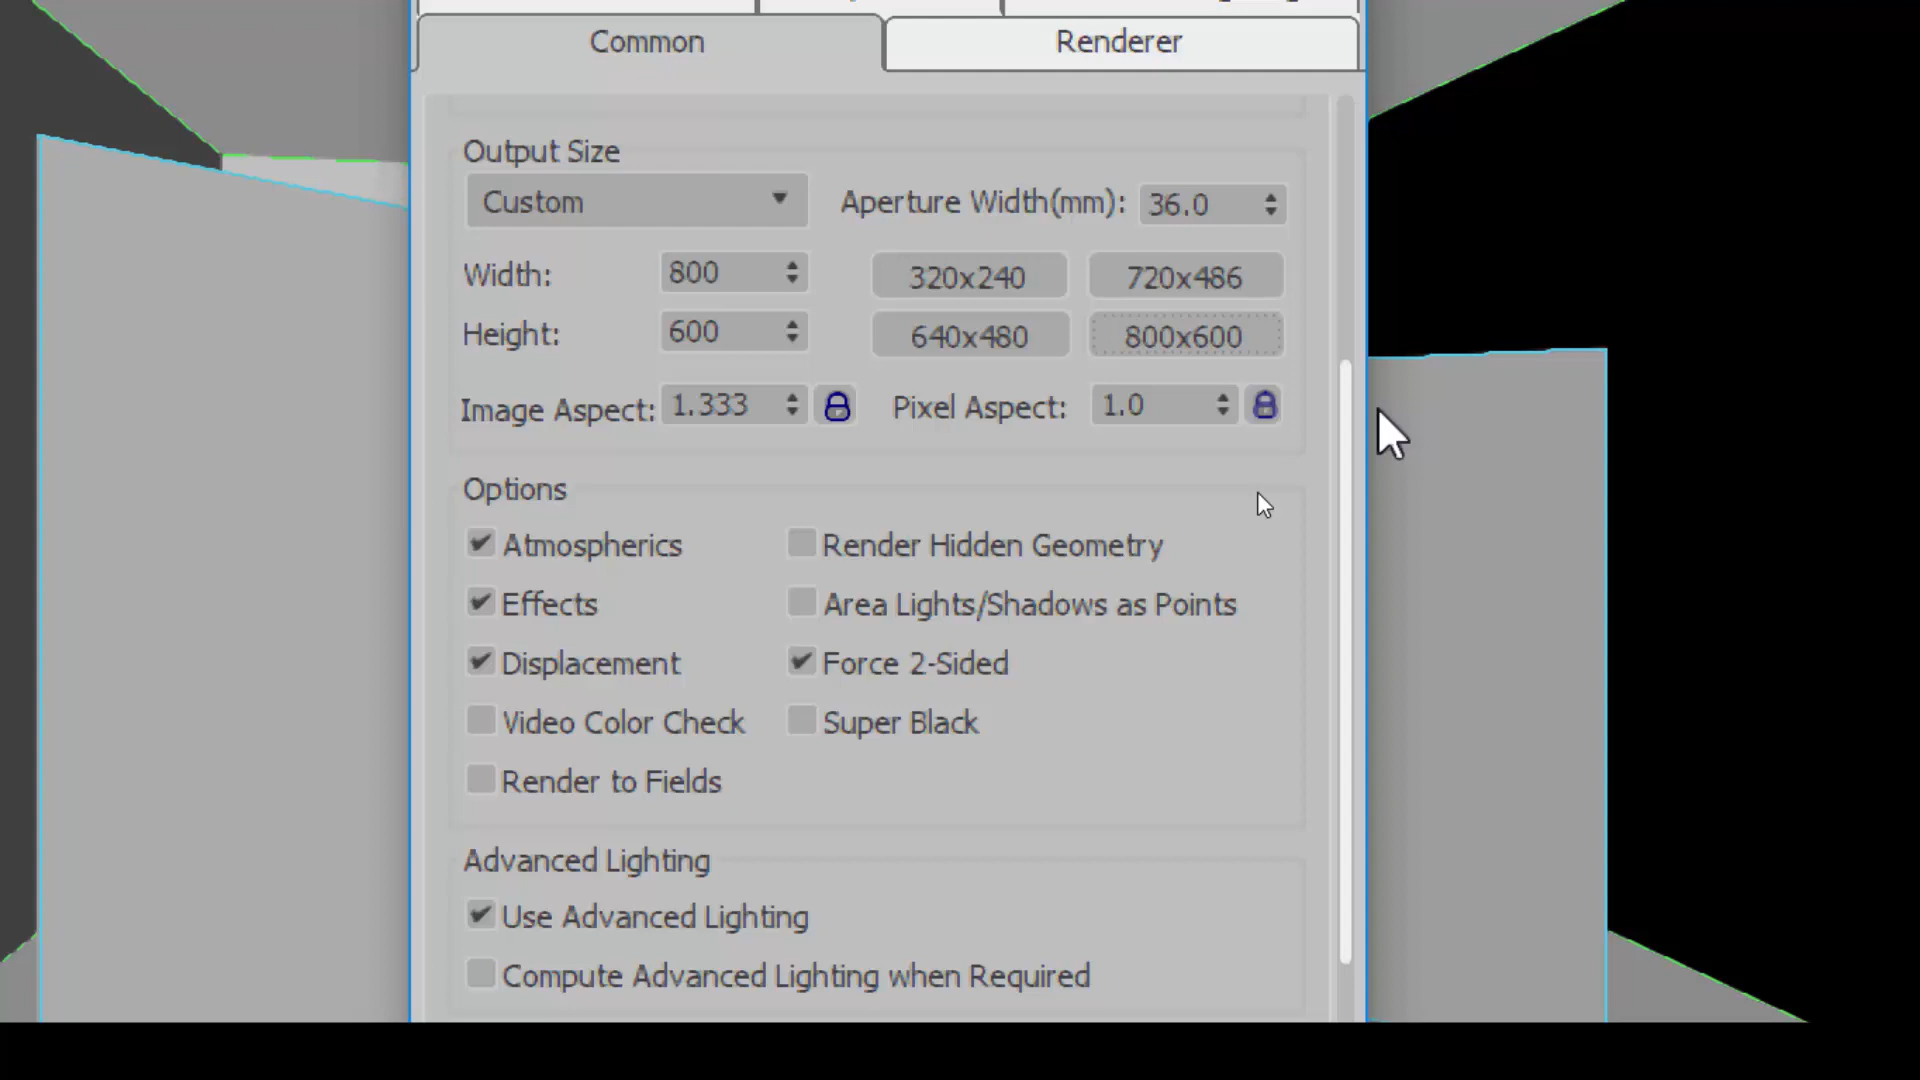 Common Renderer
Output Size
Custom Aperture Width(mm): 36.0
Width: 800 320x240 720x486
Height: 600 640x480 800x600
Image Aspect: 1.333 Pixel Aspect: 1.0
Options
Atmospherics Render Hidden Geometry
Effects Area Lights/Shadows as Points
Displacement Force 2-Sided
Video Color Check Super Black
Render to Fields
Advanced Lighting
Use Advanced Lighting
Compute Advanced Lighting when Required